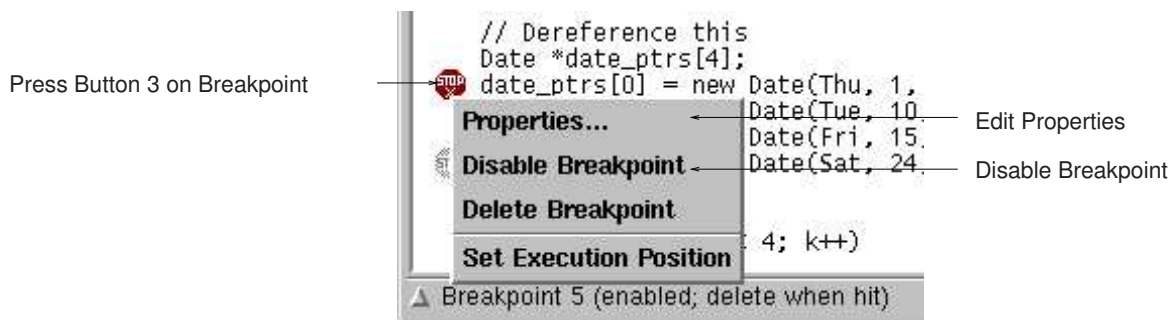 // Dereference this
Date *date_ptrs[4];
Press Button 3 on Breakpoint
STOP date_ptrs[0] = new Date(Thu, 1,
Properties...
Date(Tue, 10,
Edit Properties
Date(Fri, 15,
Disable Breakpoint
ST
Date(Sat, 24,
Disable Breakpoint
Delete Breakpoint
4; k++)
Set Execution Position
Breakpoint 5 (enabled; delete when hit)